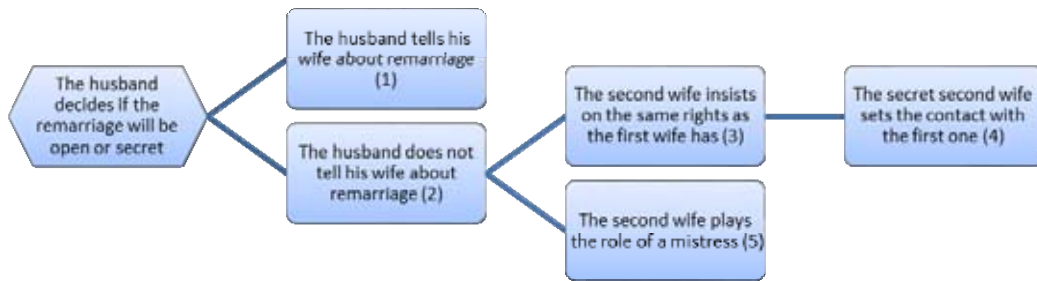 The husband
decides if the
remarriage will be
open or secret
The husband tells his
wife about remarriage
(1)
The husband does not
tell his wife about
remarriage (2)
The second wife insists
on the same rights as
the first wife has (3)
The secret second wife
sets the contact with
the first one (4)
The second wife plays
the role of a mistress (5)